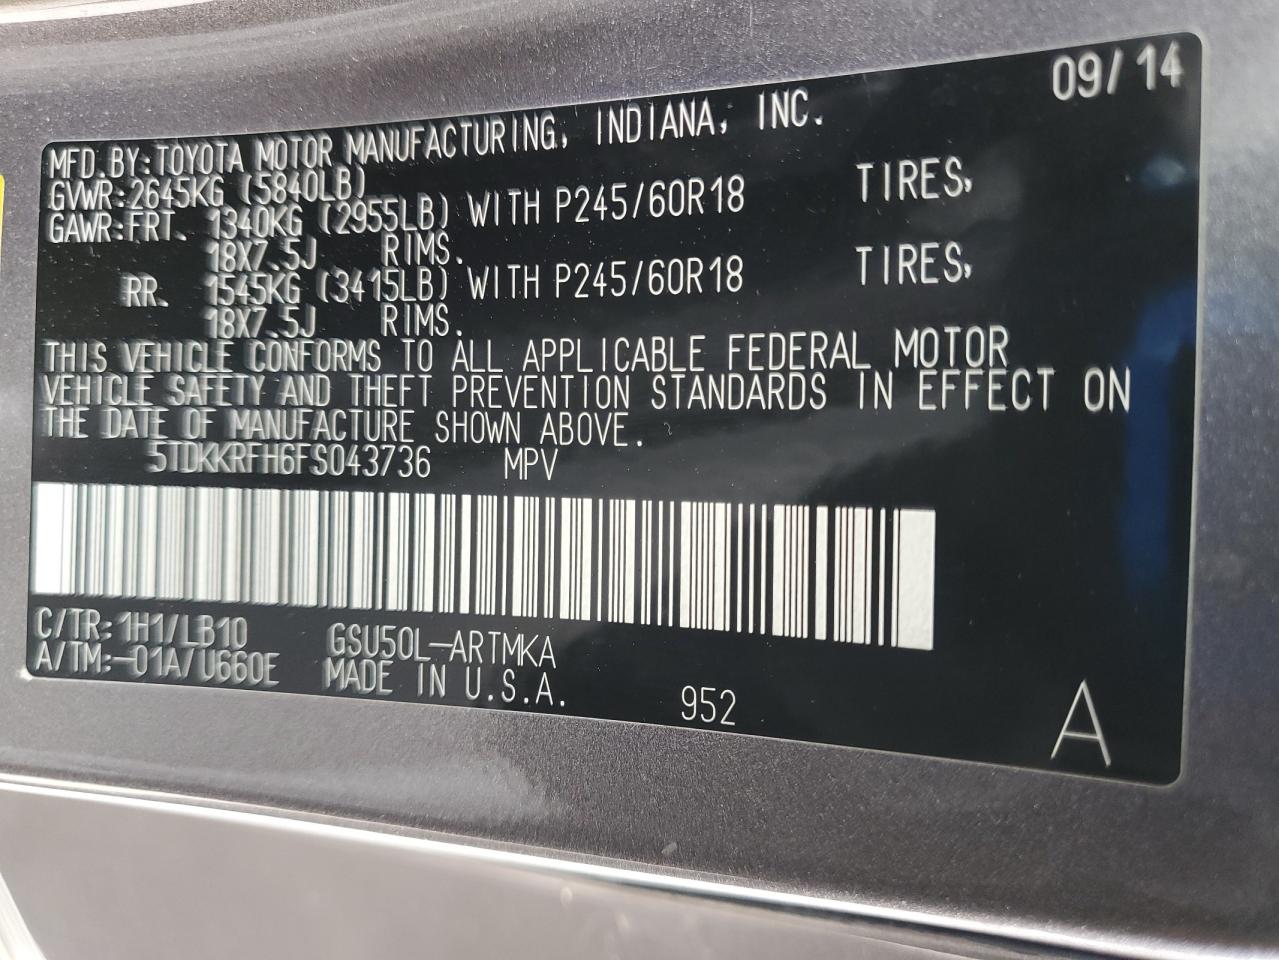 09/14
MFD.BY:TOYOTA MOTOR MANUFACTURING, INDIANA, INC.
GVWR:2645KG (5840LB)
GAWR:FRT. 1340KG (2955LB) WITH P245/60R18 TIRES,
18X7.5J RIMS.
RR. 1545KG (3415LB) WITH P245/60R18 TIRES,
18X7.5J RIMS.
THIS VEHICLE CONFORMS TO ALL APPLICABLE FEDERAL MOTOR
VEHICLE SAFETY AND THEFT PREVENTION STANDARDS IN EFFECT ON
THE DATE OF MANUFACTURE SHOWN ABOVE.
5TDKKRFH6FS043736 MPV
C/TR:1H1/LB10 GSU50L-ARTMKA
A/TM:-01A/U660E MADE IN U.S.A.
952
A